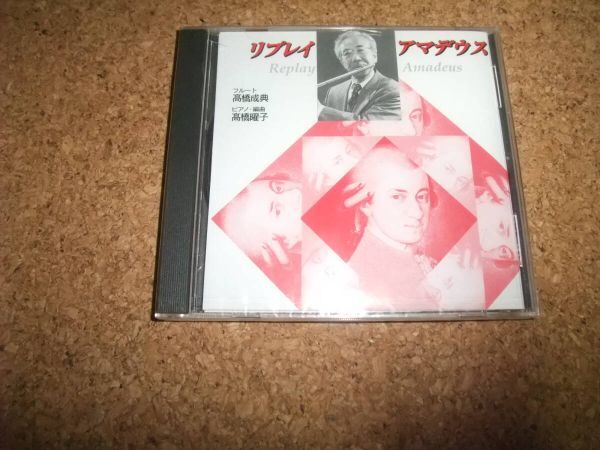 リプレイ アマデウス
Replay Amadeus
フルート
高橋成典
ピアノ・編曲
高橋曜子